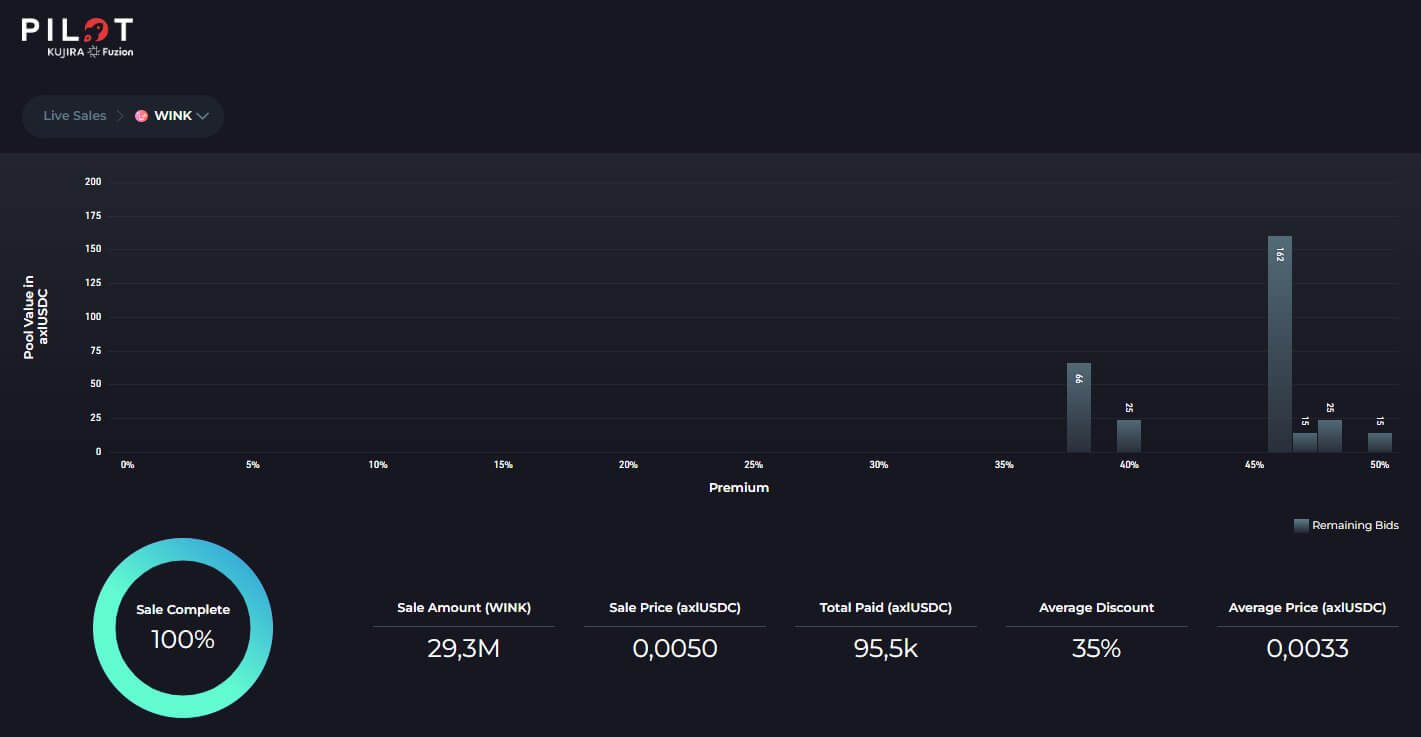 PILOT
KUJIRA Fuzion
Live Sales > WINK
Pool Value in
axlUSDC
200
175
150
125
100
75
50
25
0
66
25
162
15
25
15
0% 5% 10% 15% 20% 25% 30% 35% 40% 45% 50%
Premium
Remaining Bids
Sale Complete
100%
Sale Amount (WINK)
29,3M
Sale Price (axlUSDC)
0,0050
Total Paid (axlUSDC)
95,5k
Average Discount
35%
Average Price (axlUSDC)
0,0033